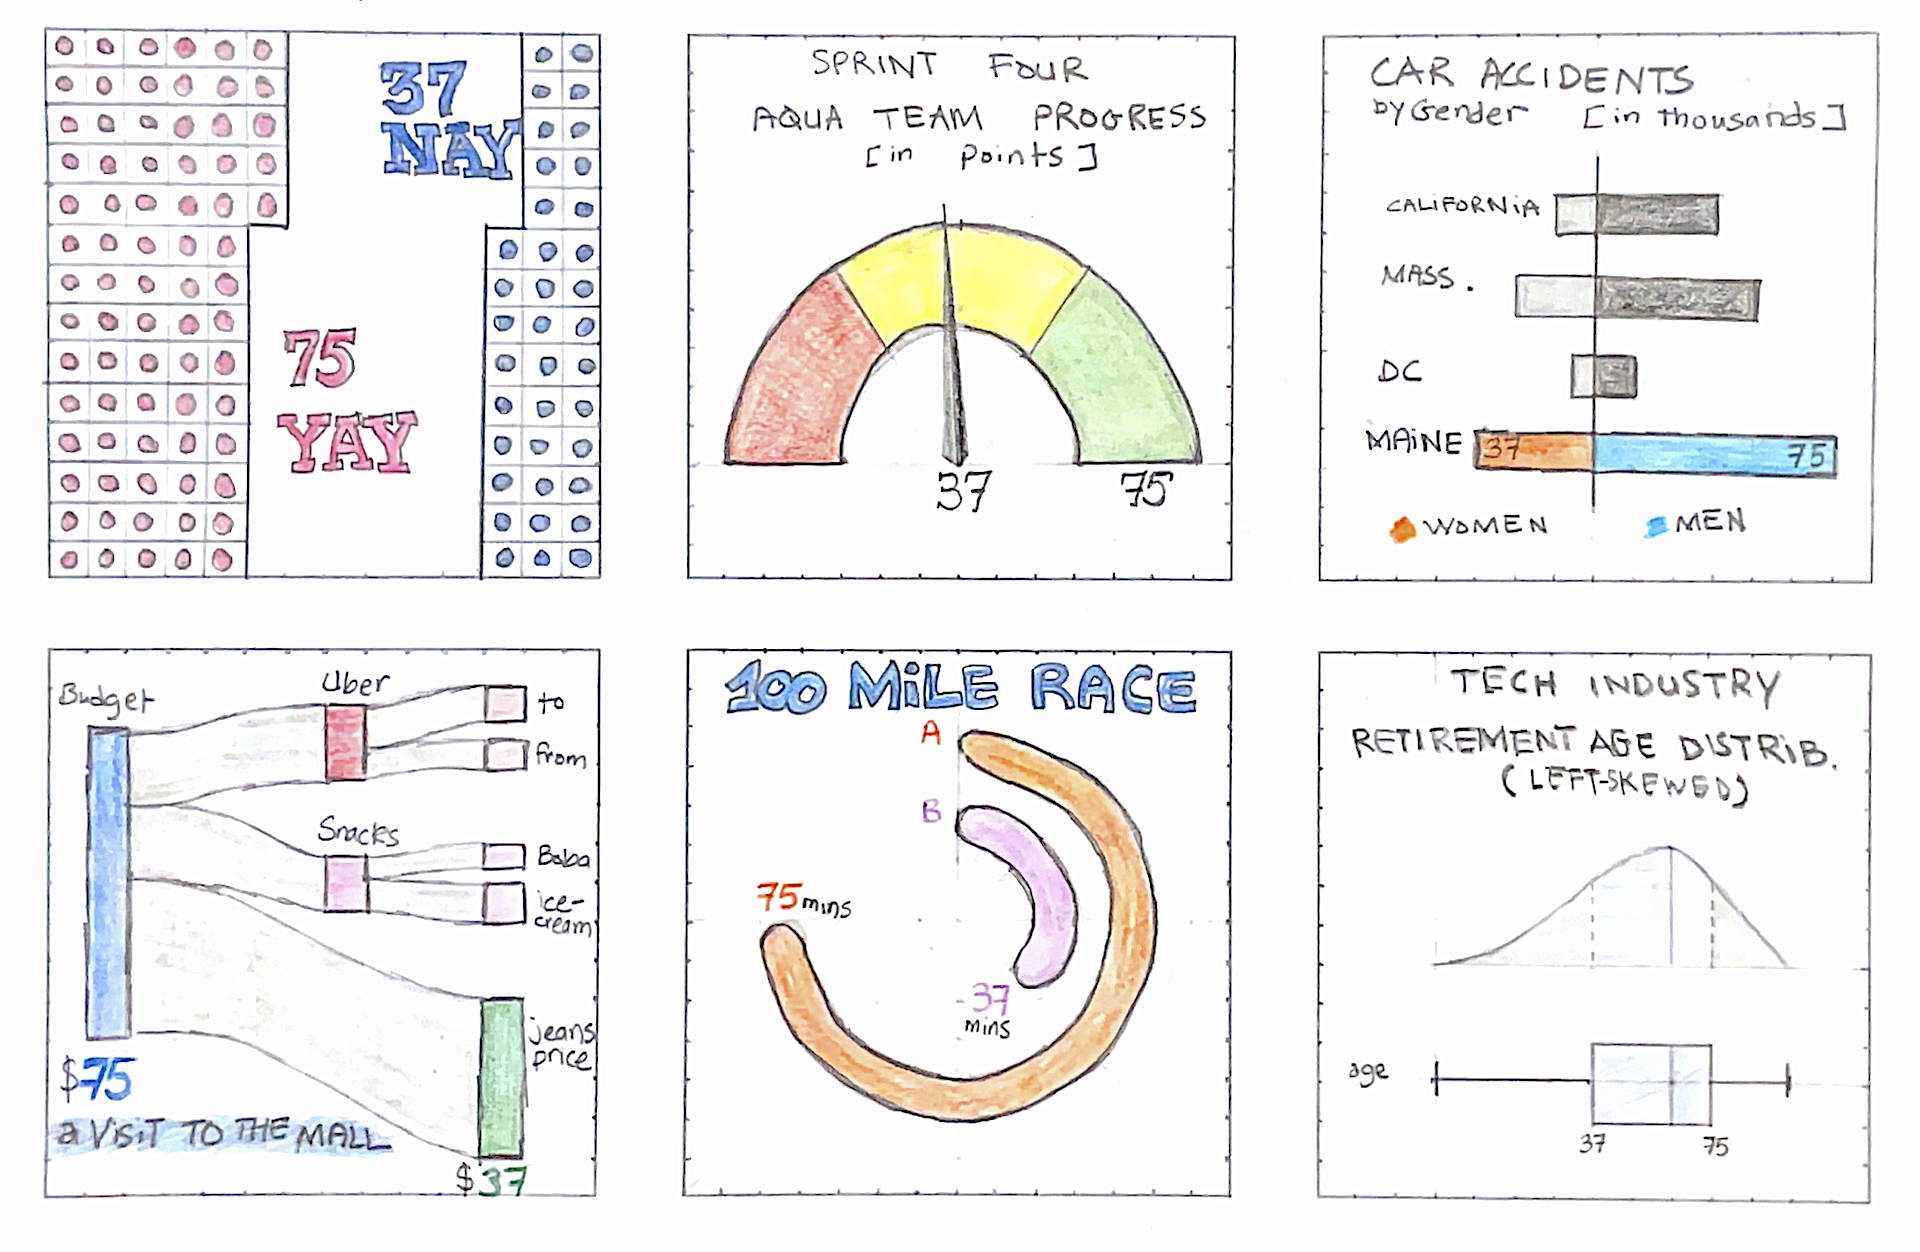 37
NAY
75
YAY
SPRINT FOUR
AQUA TEAM PROGRESS
[in points]
37
75
CAR ACCIDENTS
by Gender [in thousands]
CALIFORNIA
MASS.
DC
MAINE
37
75
WOMEN
MEN
Budget
Uber
to
from
Snacks
Boba
ice-
cream
jeans
price
$75
a VISIT TO THE MALL
$37
100 MILE RACE
A
B
75 mins
37
mins
TECH INDUSTRY
RETIREMENT AGE DISTRIB.
(LEFT-SKEWED)
age
37
75